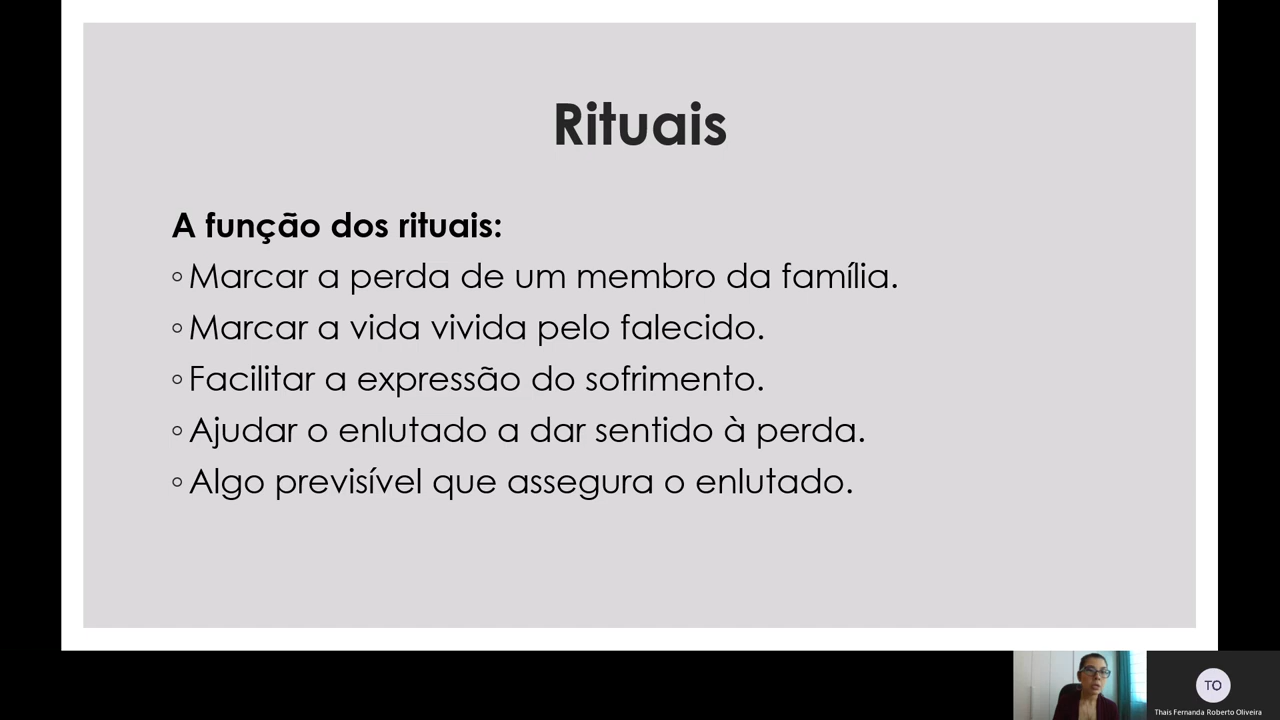 Rituais
A função dos rituais:
◦Marcar a perda de um membro da família.
◦Marcar a vida vivida pelo falecido.
◦Facilitar a expressão do sofrimento.
◦Ajudar o enlutado a dar sentido à perda.
◦Algo previsível que assegura o enlutado.
TO
Thais Fernanda Roberto Oliveira